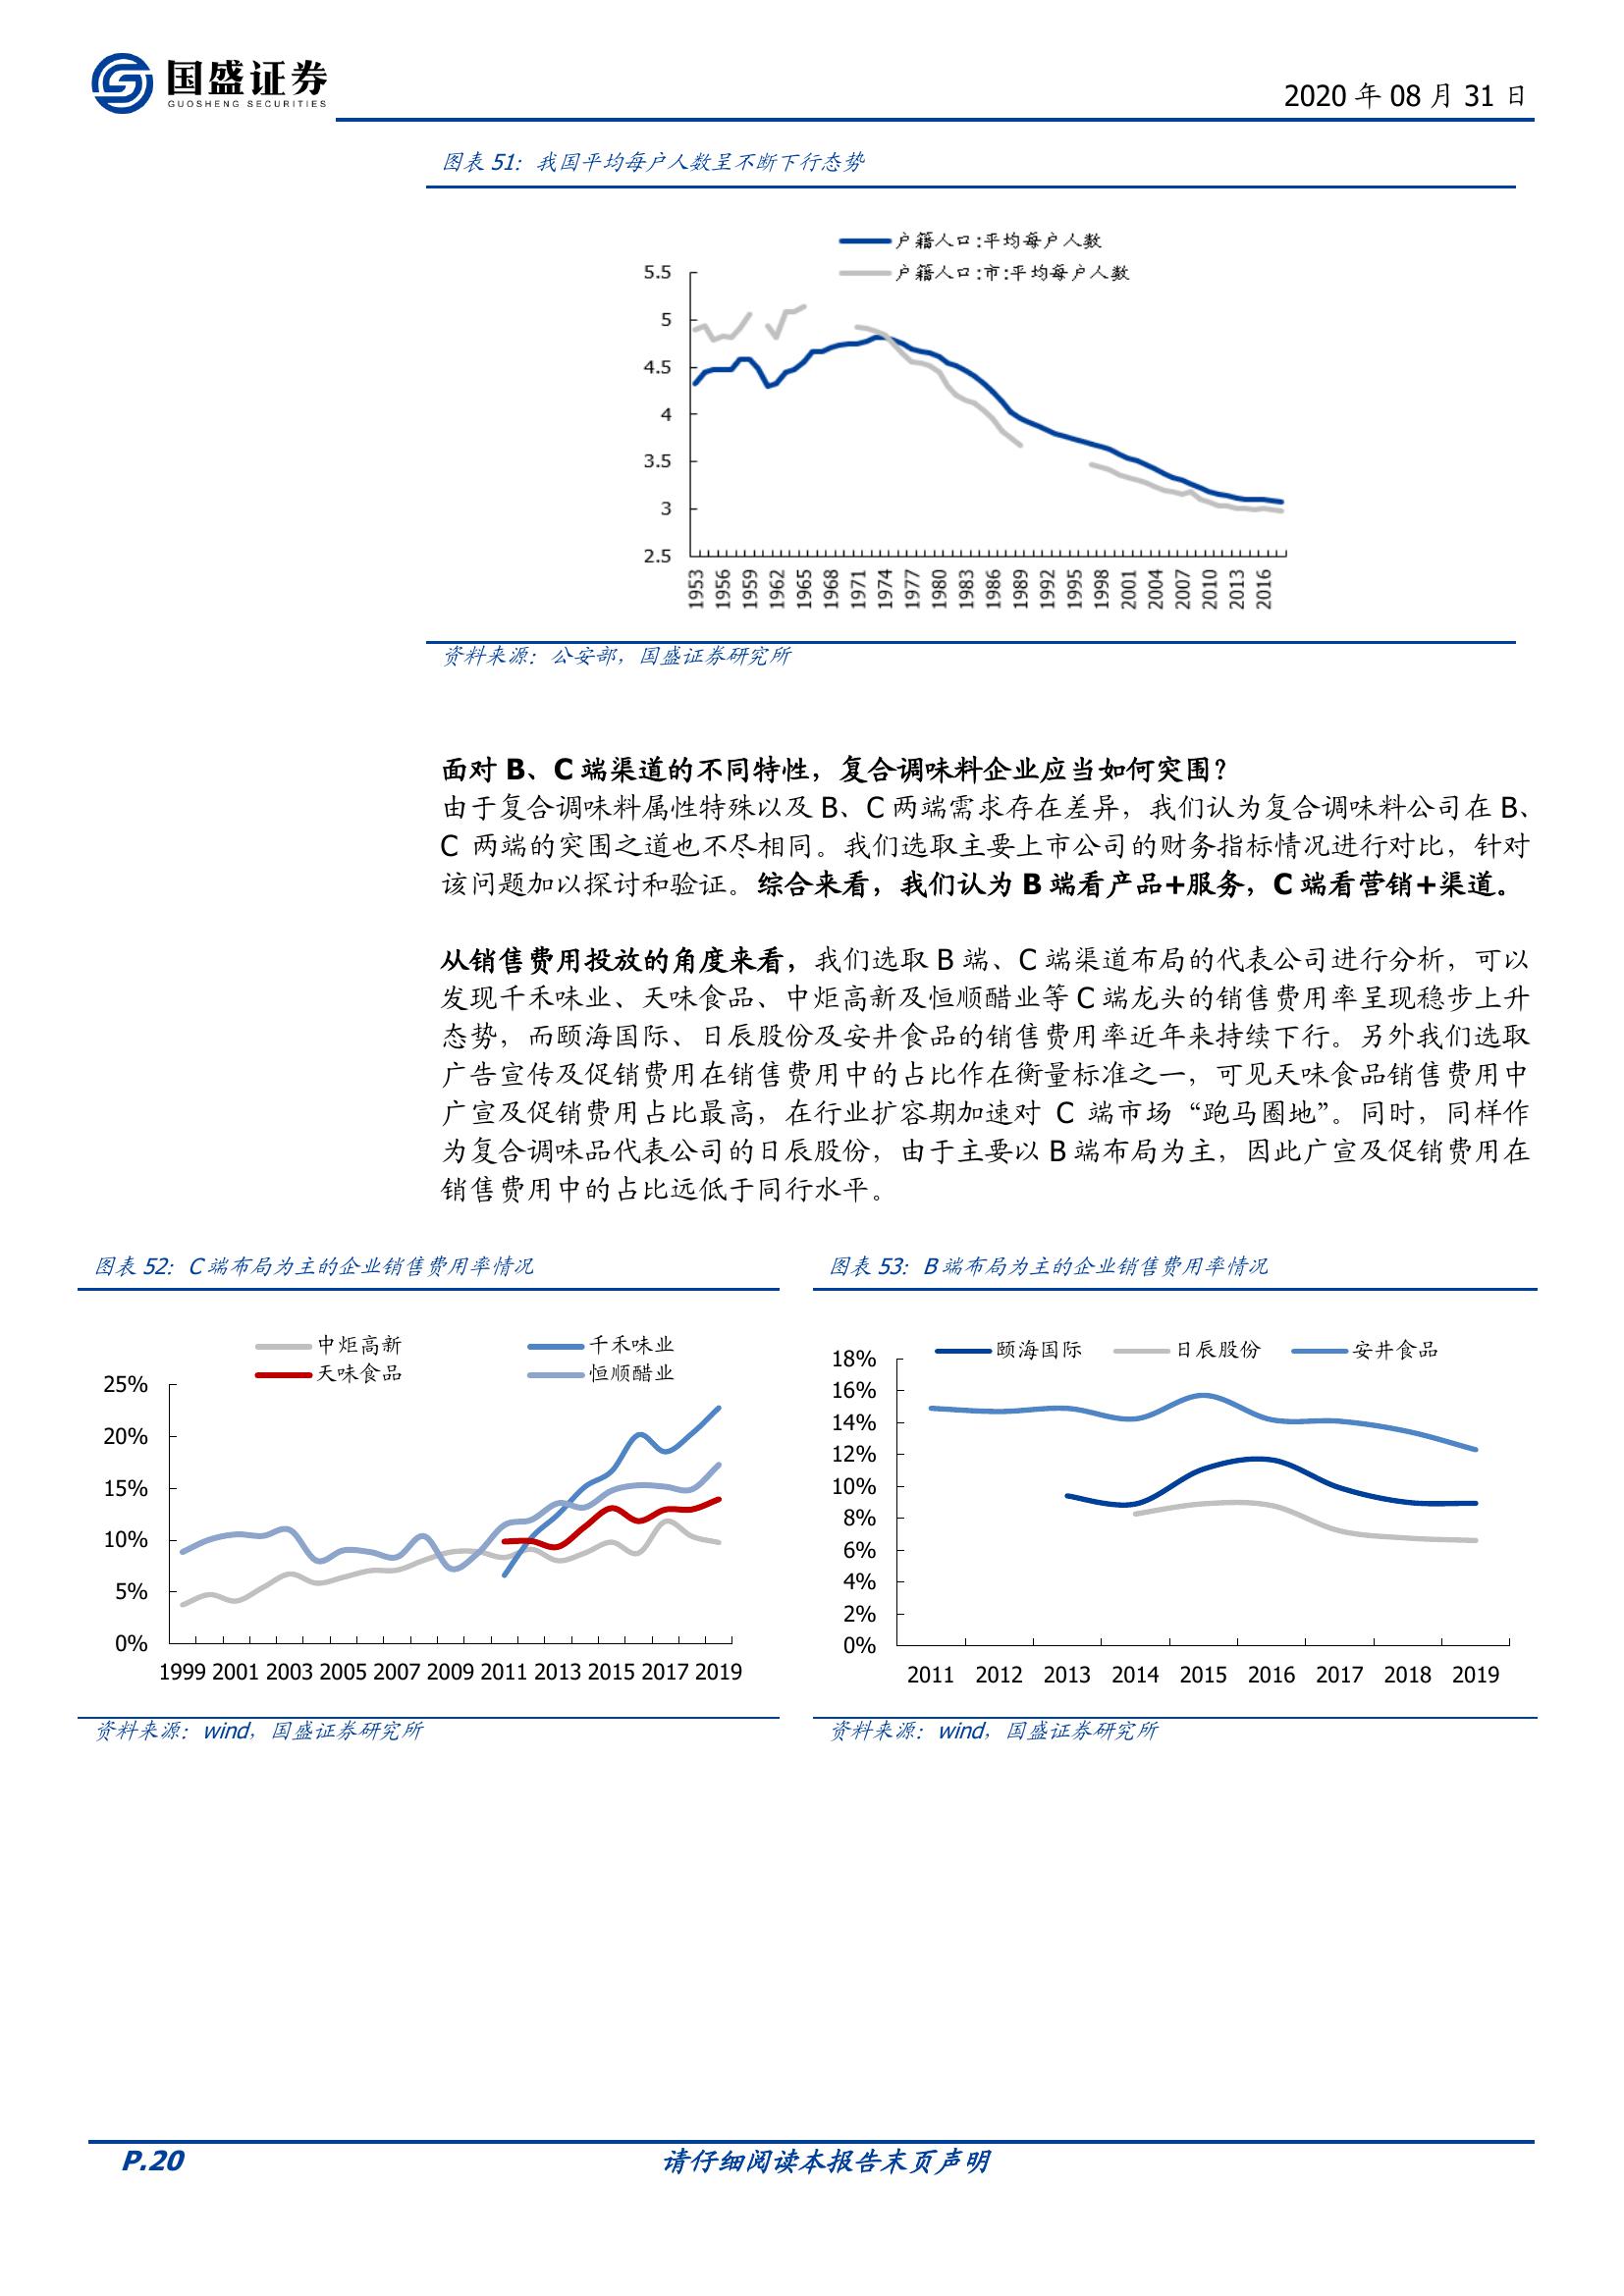 国盛证券
GUOSHENG SECURITIES
2020 年 08 月 31 日
图表 51：我国平均每户人数呈不断下行态势
户籍人口:平均每户人数
户籍人口:市:平均每户人数
5.5
5
4.5
4
3.5
3
2.5
1953 1956 1959 1962 1965 1968 1971 1974 1977 1980 1983 1986 1989 1992 1995 1998 2001 2004 2007 2010 2013 2016
资料来源：公安部，国盛证券研究所
面对 B、C 端渠道的不同特性，复合调味料企业应当如何突围？
由于复合调味料属性特殊以及 B、C 两端需求存在差异，我们认为复合调味料公司在 B、
C 两端的突围之道也不尽相同。我们选取主要上市公司的财务指标情况进行对比，针对
该问题加以探讨和验证。综合来看，我们认为 B 端看产品+服务，C 端看营销+渠道。
从销售费用投放的角度来看，我们选取 B 端、C 端渠道布局的代表公司进行分析，可以
发现千禾味业、天味食品、中炬高新及恒顺醋业等 C 端龙头的销售费用率呈现稳步上升
态势，而颐海国际、日辰股份及安井食品的销售费用率近年来持续下行。另外我们选取
广告宣传及促销费用在销售费用中的占比作在衡量标准之一，可见天味食品销售费用中
广宣及促销费用占比最高，在行业扩容期加速对 C 端市场“跑马圈地”。同时，同样作
为复合调味品代表公司的日辰股份，由于主要以 B 端布局为主，因此广宣及促销费用在
销售费用中的占比远低于同行水平。
图表 52：C 端布局为主的企业销售费用率情况
中炬高新 千禾味业
天味食品 恒顺醋业
25%
20%
15%
10%
5%
0%
1999 2001 2003 2005 2007 2009 2011 2013 2015 2017 2019
资料来源：wind，国盛证券研究所
图表 53：B 端布局为主的企业销售费用率情况
颐海国际 日辰股份 安井食品
18%
16%
14%
12%
10%
8%
6%
4%
2%
0%
2011 2012 2013 2014 2015 2016 2017 2018 2019
资料来源：wind，国盛证券研究所
P.20 请仔细阅读本报告末页声明